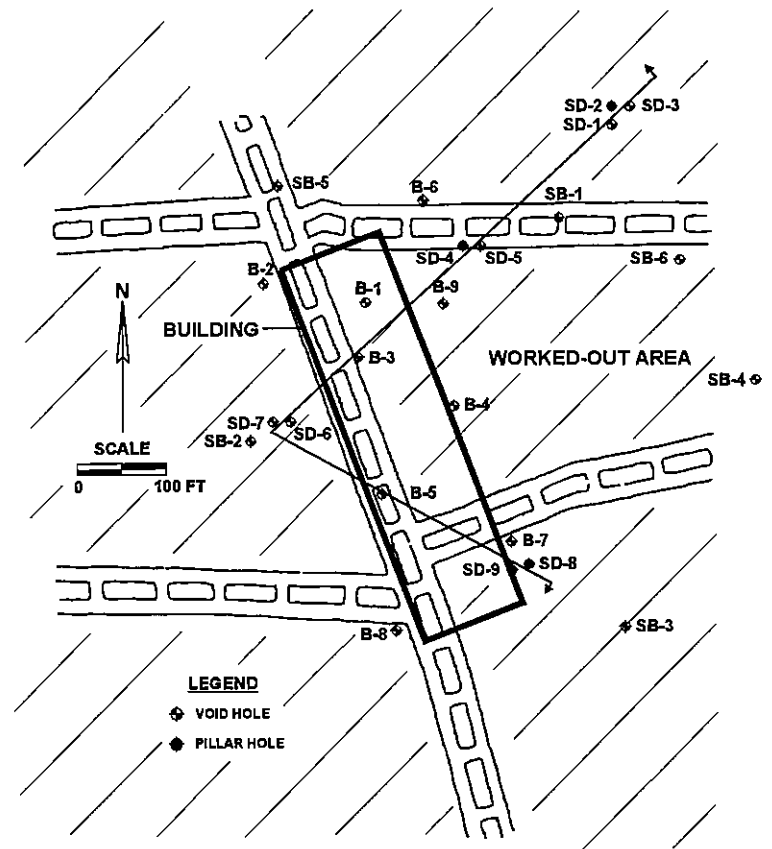 SD-2
SD-3
SD-1
SB-5
B-6
SB-1
SD-4
SD-5
SB-6
B-2
B-1
B-9
N
BUILDING
B-3
WORKED-OUT AREA
SB-4
B-4
SD-7
SD-6
SB-2
SCALE
0 100 FT
B-5
B-7
SD-9
SD-8
SB-3
B-8
LEGEND
VOID HOLE
PILLAR HOLE